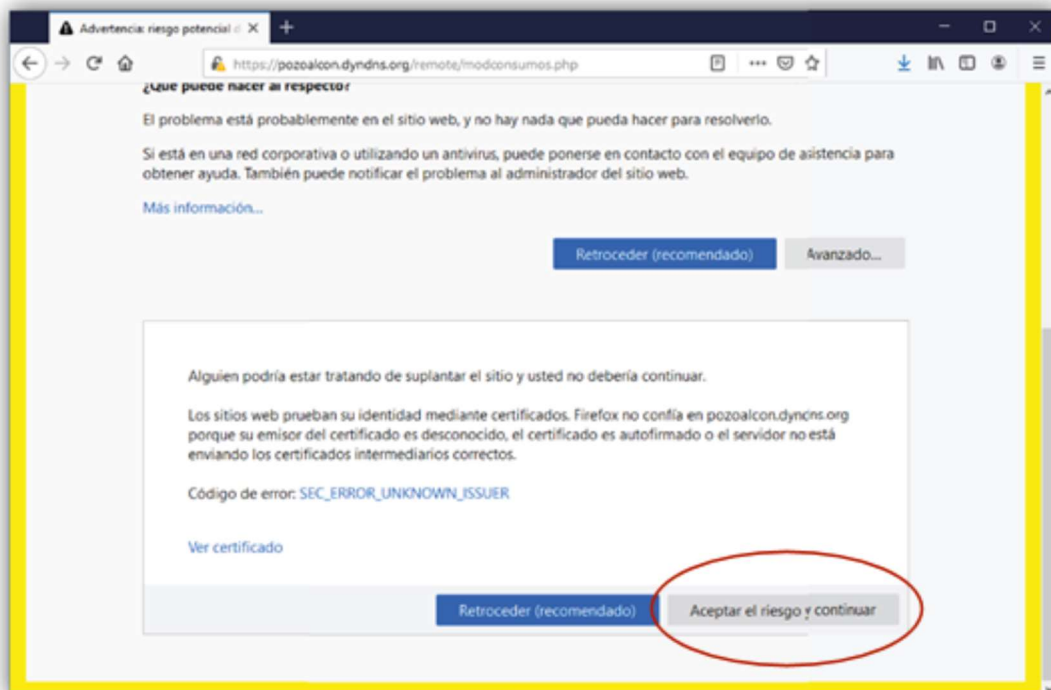 Advertencia: riesgo potencial d
https://pozoalcon.dyndns.org/remote/modconsumos.php
¿Qué puede hacer al respecto?
El problema está probablemente en el sitio web, y no hay nada que pueda hacer para resolverlo.
Si está en una red corporativa o utilizando un antivirus, puede ponerse en contacto con el equipo de asistencia para
obtener ayuda. También puede notificar el problema al administrador del sitio web.
Más información...
Retroceder (recomendado) Avanzado...
Alguien podría estar tratando de suplantar el sitio y usted no debería continuar.
Los sitios web prueban su identidad mediante certificados. Firefox no confía en pozoalcon.dyndns.org
porque su emisor del certificado es desconocido, el certificado es autofirmado o el servidor no está
enviando los certificados intermediarios correctos.
Código de error: SEC_ERROR_UNKNOWN_ISSUER
Ver certificado
Retroceder (recomendado) Aceptar el riesgo y continuar